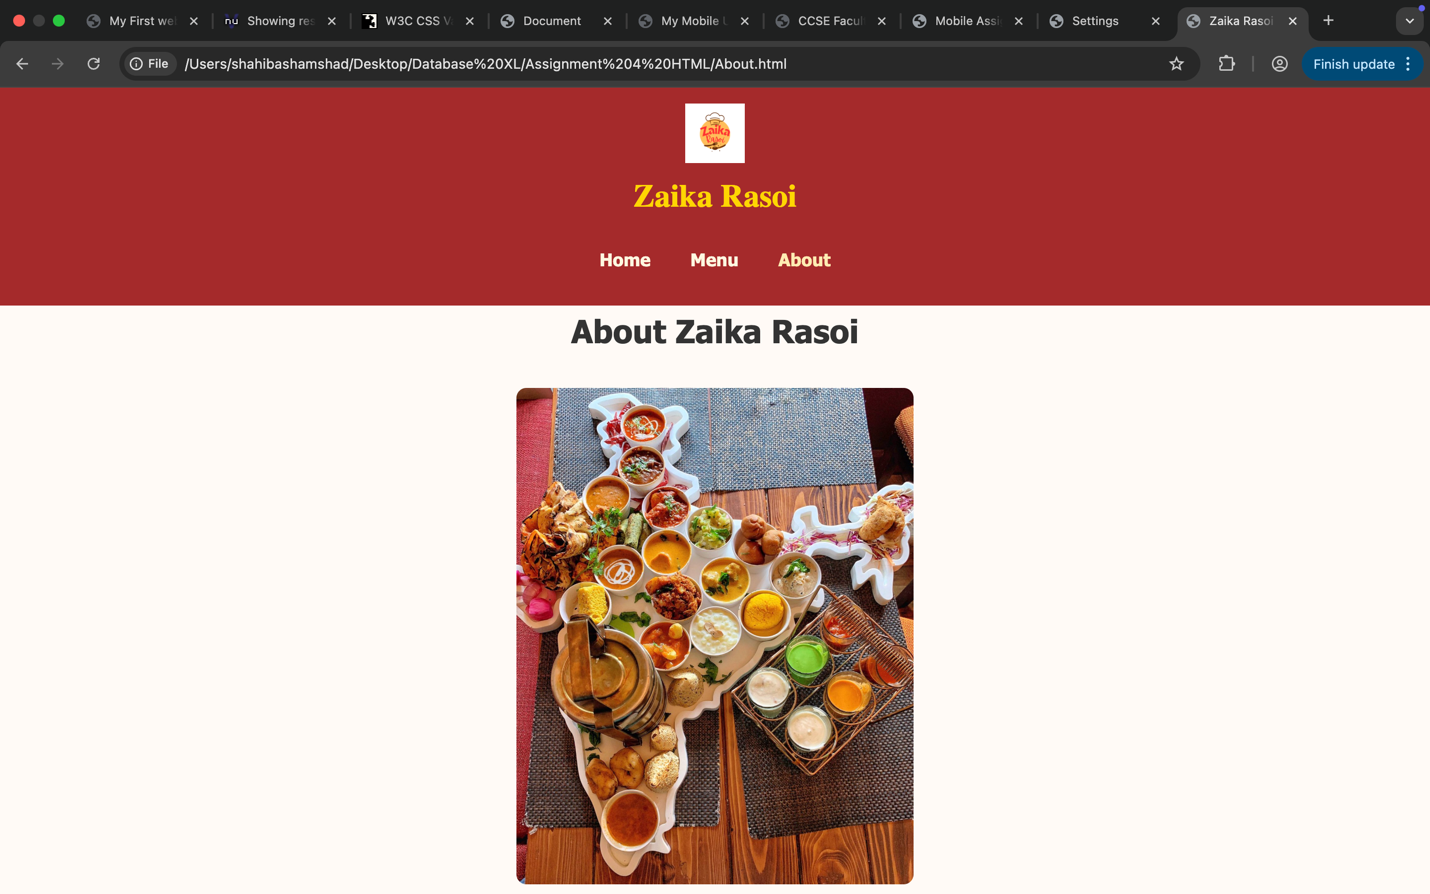 My First we
Showing res
W3C CSS V
Document
My Mobile
CCSE Facul
Mobile Assi
Settings
Zaika Rasoi
File
/Users/shahibashamshad/Desktop/Database%20XL/Assignment%204%20HTML/About.html
Finish update
Zaika
Rasoi
Zaika Rasoi
Home
Menu
About
About Zaika Rasoi